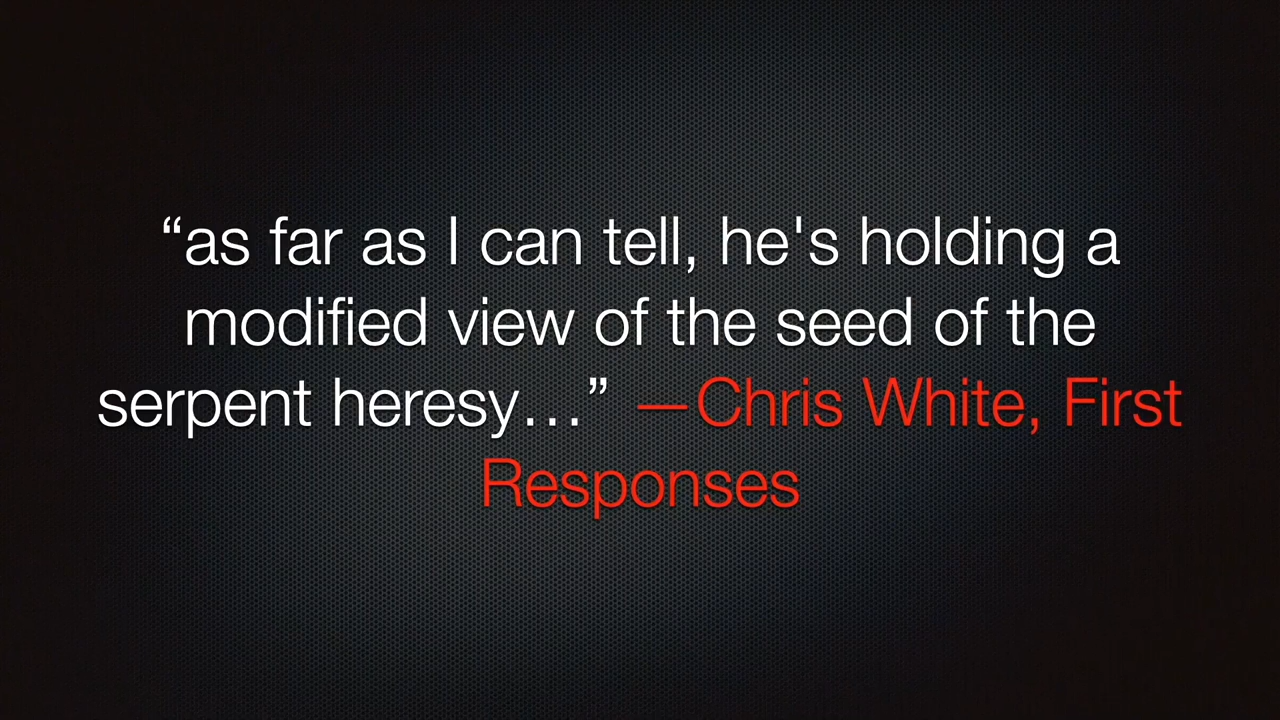 “as far as I can tell, he's holding a
modified view of the seed of the
serpent heresy…” —Chris White, First
Responses